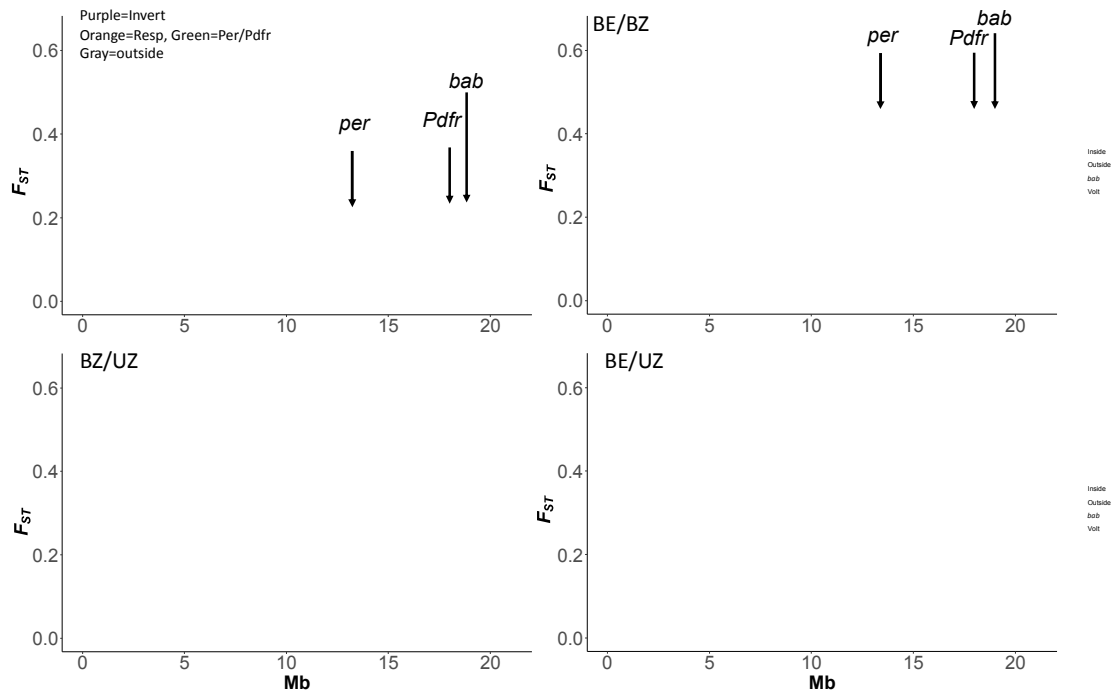 Purple=Invert
Orange=Resp, Green=Per/Pdfr
Gray=outside
per
Pdfr
bab
0.6
0.4
0.2
0.0
FST
0 5 10 15 20
BE/BZ
per
Pdfr
bab
0.6
0.4
0.2
0.0
FST
0 5 10 15 20
Inside
Outside
bab
Volt
BZ/UZ
0.6
0.4
0.2
0.0
FST
0 5 10 15 20
Mb
BE/UZ
0.6
0.4
0.2
0.0
FST
0 5 10 15 20
Mb
Inside
Outside
bab
Volt